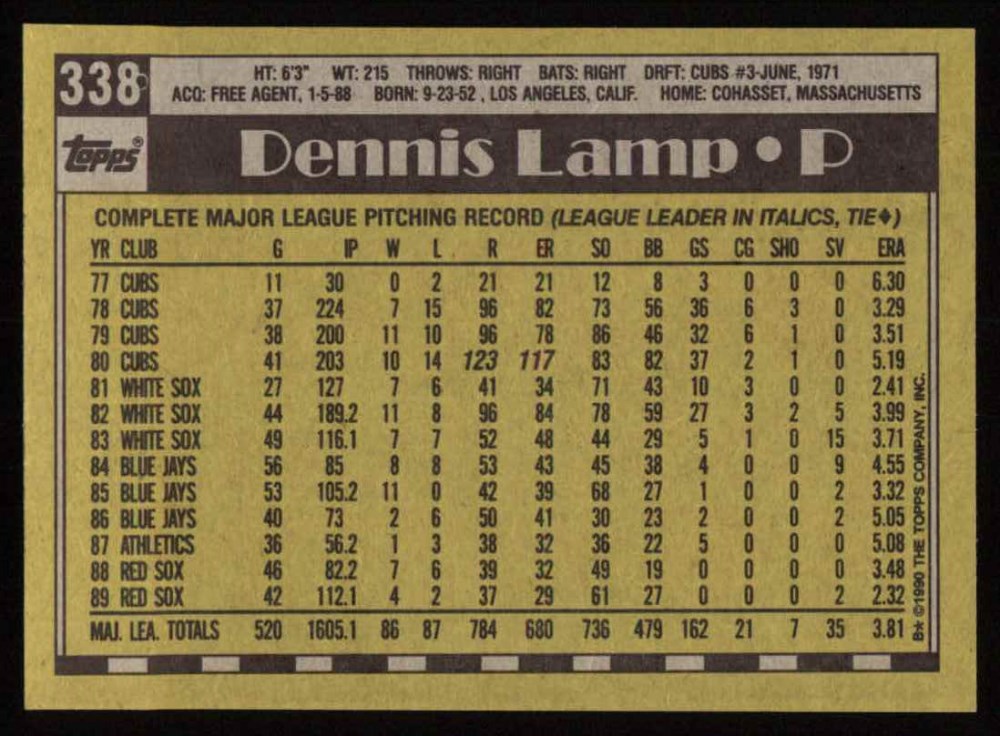 338
HT: 6'3" WT: 215 THROWS: RIGHT BATS: RIGHT DRFT: CUBS #3-JUNE, 1971
ACQ: FREE AGENT, 1-5-88 BORN: 9-23-52 , LOS ANGELES, CALIF. HOME: COHASSET, MASSACHUSETTS
topps®
Dennis Lamp • P
COMPLETE MAJOR LEAGUE PITCHING RECORD (LEAGUE LEADER IN ITALICS, TIE♦)
YR CLUB G IP W L R ER SO BB GS CG SHO SV ERA
77 CUBS 11 30 0 2 21 21 12 8 3 0 0 0 6.30
78 CUBS 37 224 7 15 96 82 73 56 36 6 3 0 3.29
79 CUBS 38 200 11 10 96 78 86 46 32 6 1 0 3.51
80 CUBS 41 203 10 14 123 117 83 82 37 2 1 0 5.19
81 WHITE SOX 27 127 7 6 41 34 71 43 10 3 0 0 2.41
82 WHITE SOX 44 189.2 11 8 96 84 78 59 27 3 2 5 3.99
83 WHITE SOX 49 116.1 7 7 52 48 44 29 5 1 0 15 3.71
84 BLUE JAYS 56 85 8 8 53 43 45 38 4 0 0 9 4.55
85 BLUE JAYS 53 105.2 11 0 42 39 68 27 1 0 0 2 3.32
86 BLUE JAYS 40 73 2 6 50 41 30 23 2 0 0 2 5.05
87 ATHLETICS 36 56.2 1 3 38 32 36 22 5 0 0 0 5.08
88 RED SOX 46 82.2 7 6 39 32 49 19 0 0 0 0 3.48
89 RED SOX 42 112.1 4 2 37 29 61 27 0 0 0 2 2.32
MAJ. LEA. TOTALS 520 1605.1 86 87 784 680 736 479 162 21 7 35 3.81
B* ©1990 THE TOPPS COMPANY, INC.